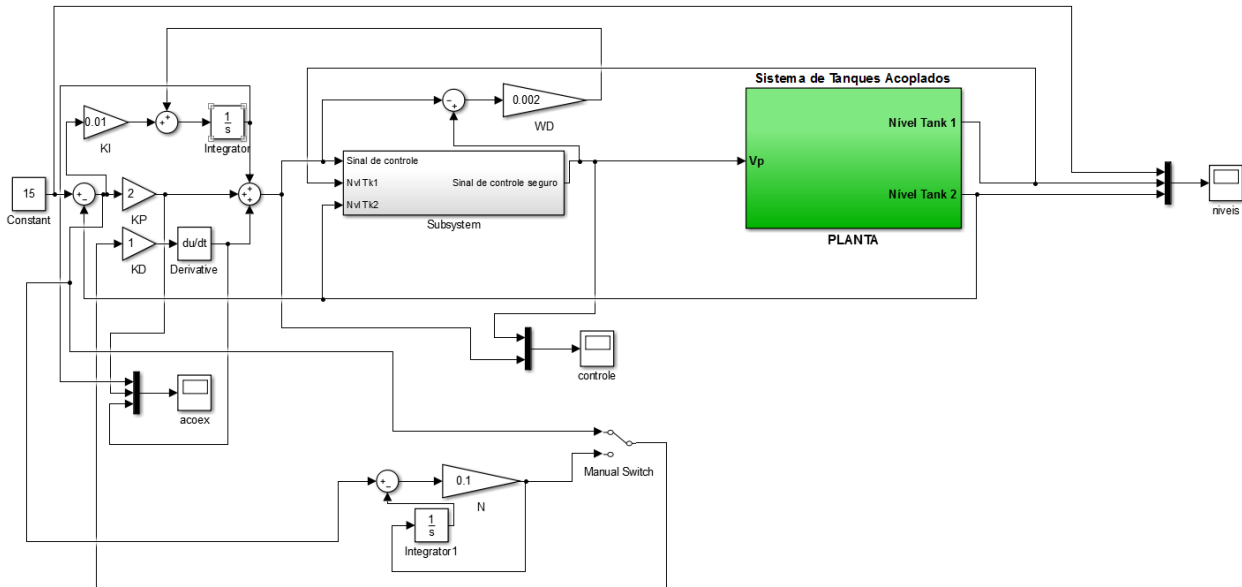 Sistema de Tanques Acoplados
0.002
WD
0.01
KI
1
s
Integrator
Nível Tank 1
Vp
Nível Tank 2
PLANTA
Sinal de controle
Nvl Tk1
Nvl Tk2
Sinal de controle seguro
Subsystem
15
Constant
2
KP
1
KD
du/dt
Derivative
niveis
controle
acoex
Manual Switch
0.1
N
1
s
Integrator1